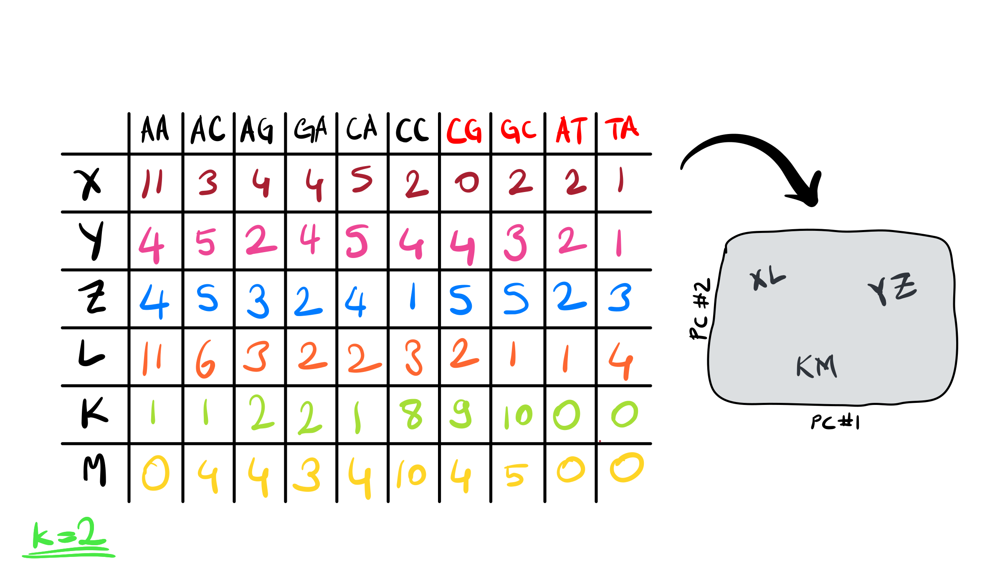 AA AC AG GA CA CC CG GC AT TA
X 11 3 4 4 5 2 0 2 2 1
Y 4 5 2 4 5 4 4 3 2 1
Z 4 5 3 2 4 1 5 5 2 3
L 11 6 3 2 2 3 2 1 1 4
K 1 1 2 2 1 8 9 10 0 0
M 0 4 4 3 4 10 4 5 0 0
k=2
PC #2
XL
YZ
KM
PC #1